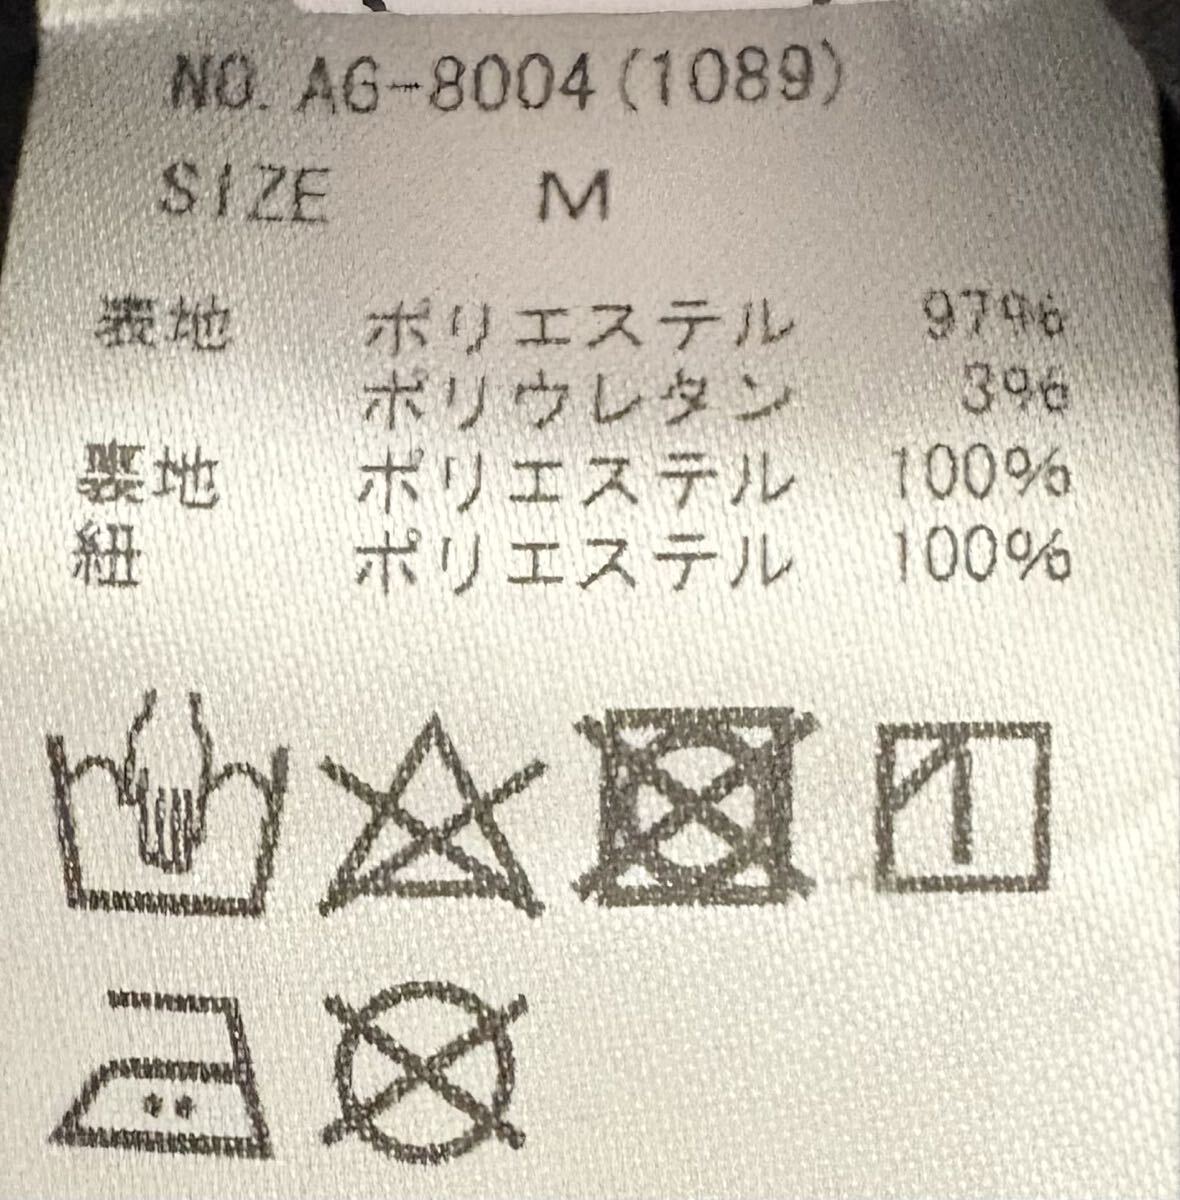 NO. AG-8004(1089)
SIZE M
表地 ポリエステル 97%
ポリウレタン 3%
裏地 ポリエステル 100%
紐 ポリエステル 100%